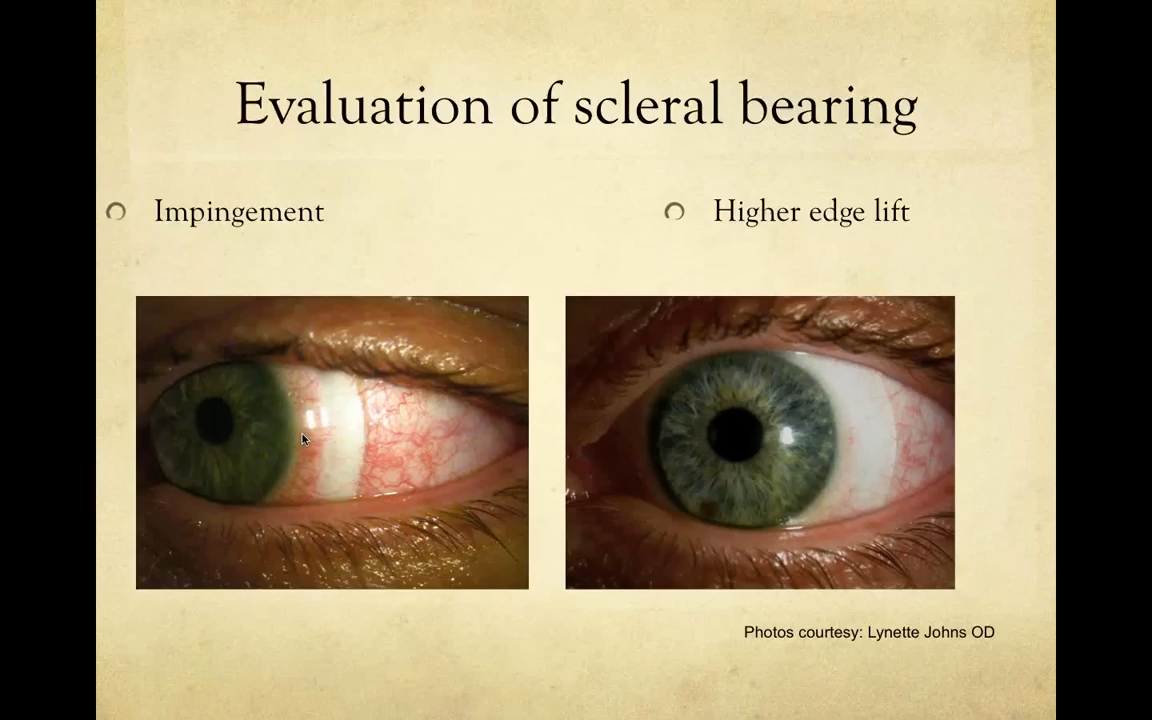 Evaluation of scleral bearing
Impingement
Higher edge lift
Photos courtesy: Lynette Johns OD